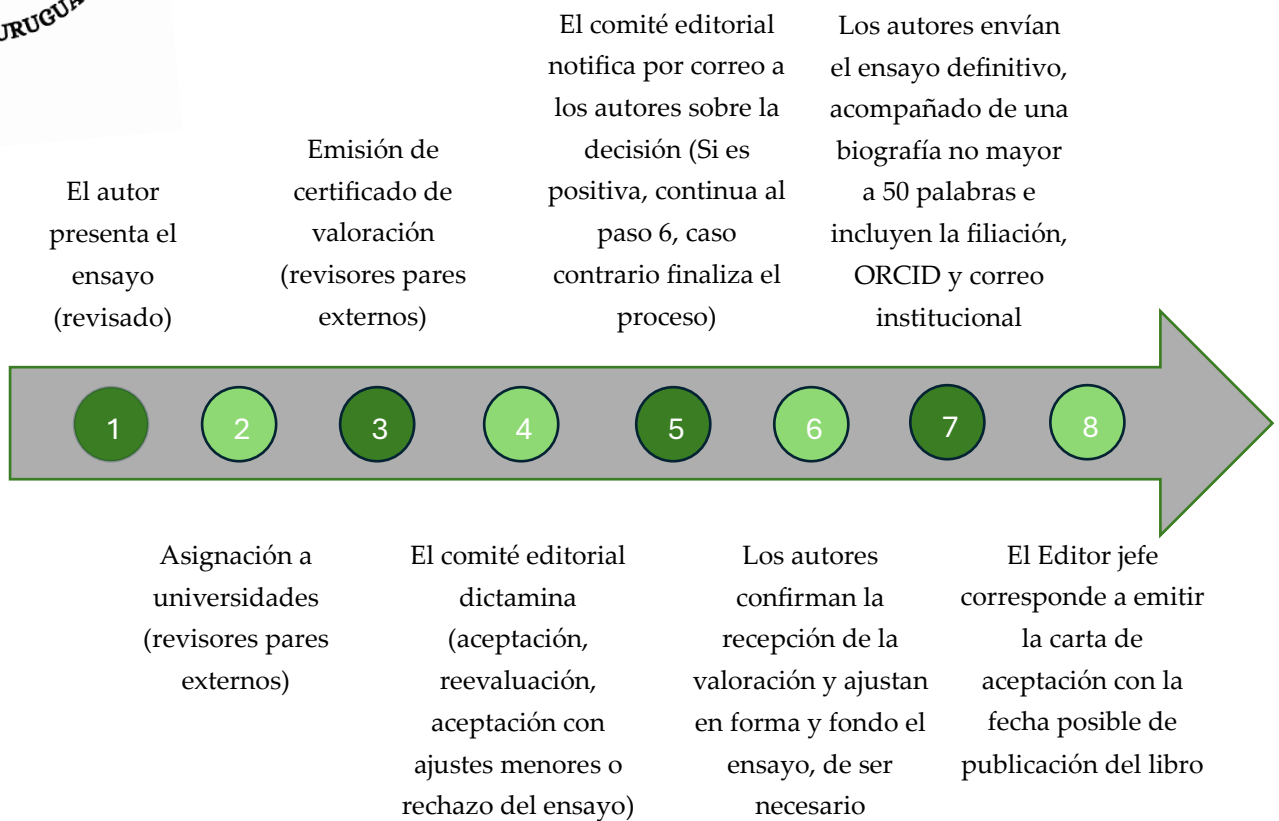 El autor
presenta el
ensayo
(revisado)
Emisión de
certificado de
valoración
(revisores pares
externos)
El comité editorial
notifica por correo a
los autores sobre la
decisión (Si es
positiva, continua al
paso 6, caso
contrario finaliza el
proceso)
Los autores envían
el ensayo definitivo,
acompañado de una
biografía no mayor
a 50 palabras e
incluyen la filiación,
ORCID y correo
institucional
1
2
3
4
5
6
7
8
Asignación a
universidades
(revisores pares
externos)
El comité editorial
dictamina
(aceptación,
reevaluación,
aceptación con
ajustes menores o
rechazo del ensayo)
Los autores
confirman la
recepción de la
valoración y ajustan
en forma y fondo el
ensayo, de ser
necesario
El Editor jefe
corresponde a emitir
la carta de
aceptación con la
fecha posible de
publicación del libro